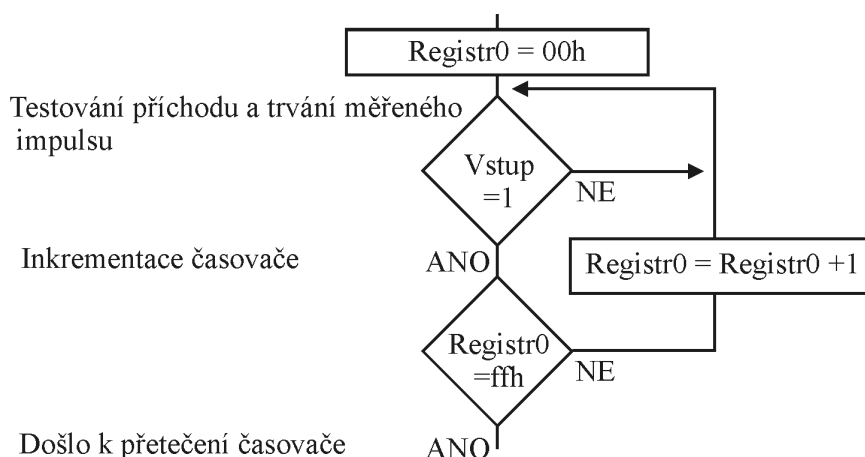 Registr0 = 00h
Testování příchodu a trvání měřeného
impulsu
Vstup
=1
NE
Inkrementace časovače
ANO
Registr0 = Registr0 +1
Registr0
=ffh
NE
Došlo k přetečení časovače
ANO